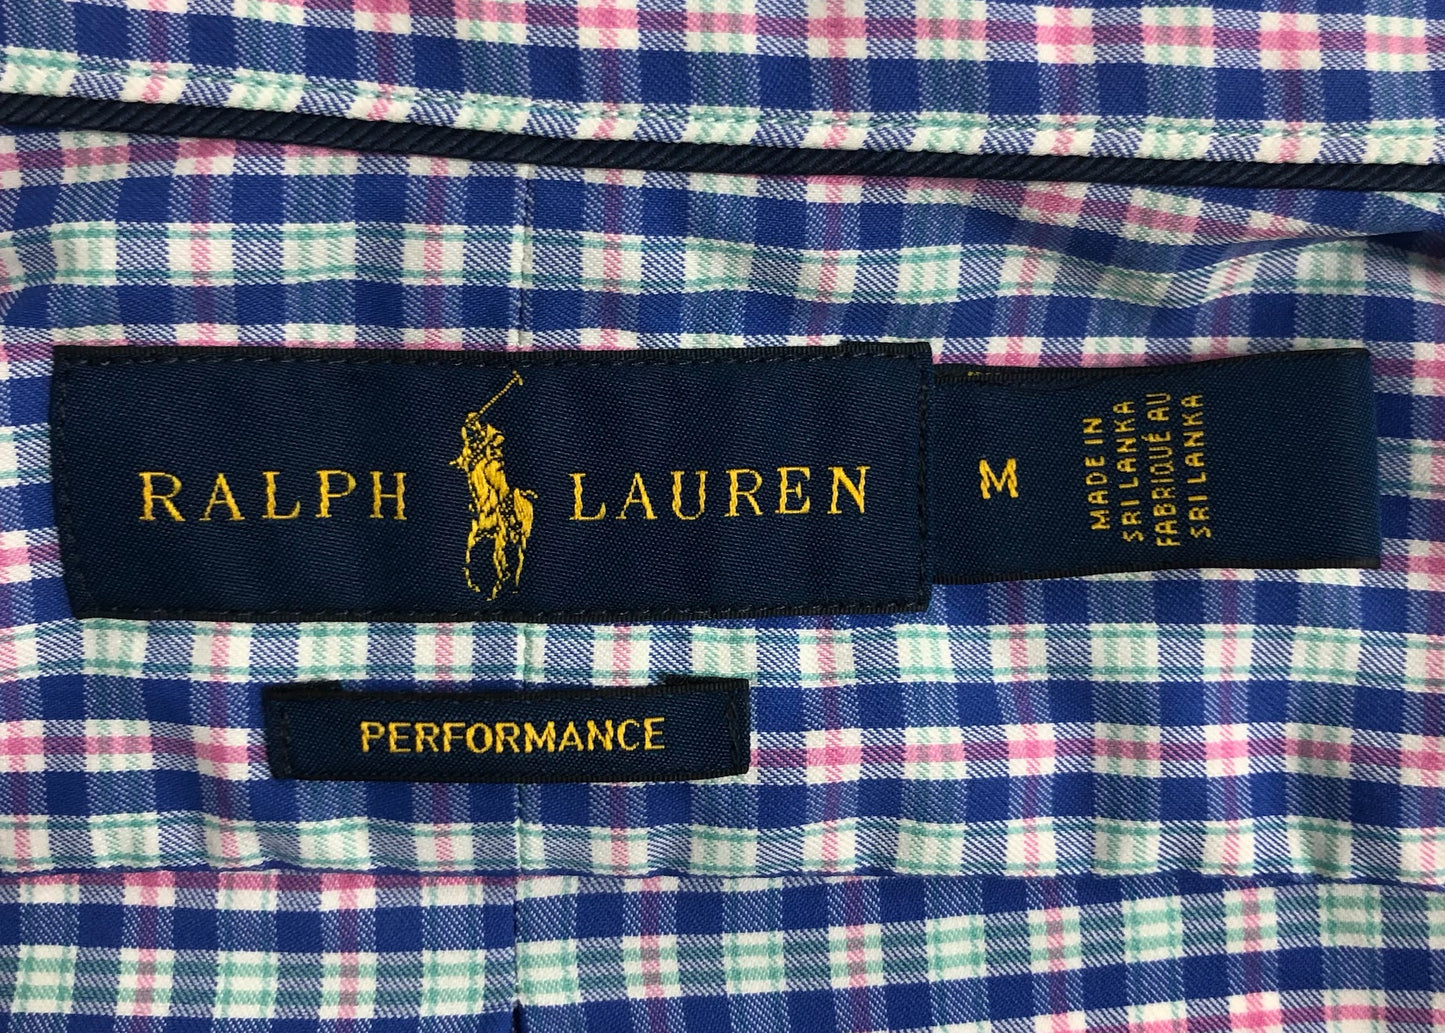 RALPH LAUREN
M
MADE IN
SRI LANKA
FABRIQUÉ AU
SRI LANKA
PERFORMANCE